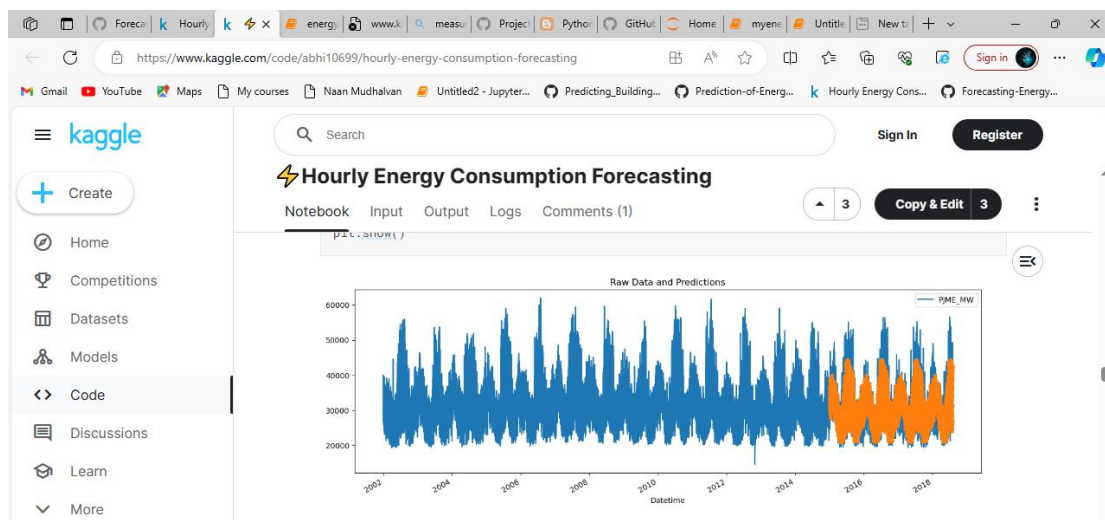 Foreca
Hourly
energy
www.k
measu
Project
Pythor
GitHub
Home
myene
Untitle
New ta
https://www.kaggle.com/code/abhi10699/hourly-energy-consumption-forecasting
Sign in
Gmail
YouTube
Maps
My courses
Naan Mudhalvan
Untitled2 - Jupyter...
Predicting_Building...
Prediction-of-Energ...
Hourly Energy Cons...
Forecasting-Energy...
kaggle
Search
Sign In
Register
Create
Home
Competitions
Datasets
Models
Code
Discussions
Learn
More
⚡Hourly Energy Consumption Forecasting
Notebook Input Output Logs Comments (1)
3
Copy & Edit 3
plt.show()
Raw Data and Predictions
PJME_MW
60000
50000
40000
30000
20000
2002 2004 2006 2008 2010 2012 2014 2016 2018
Datetime